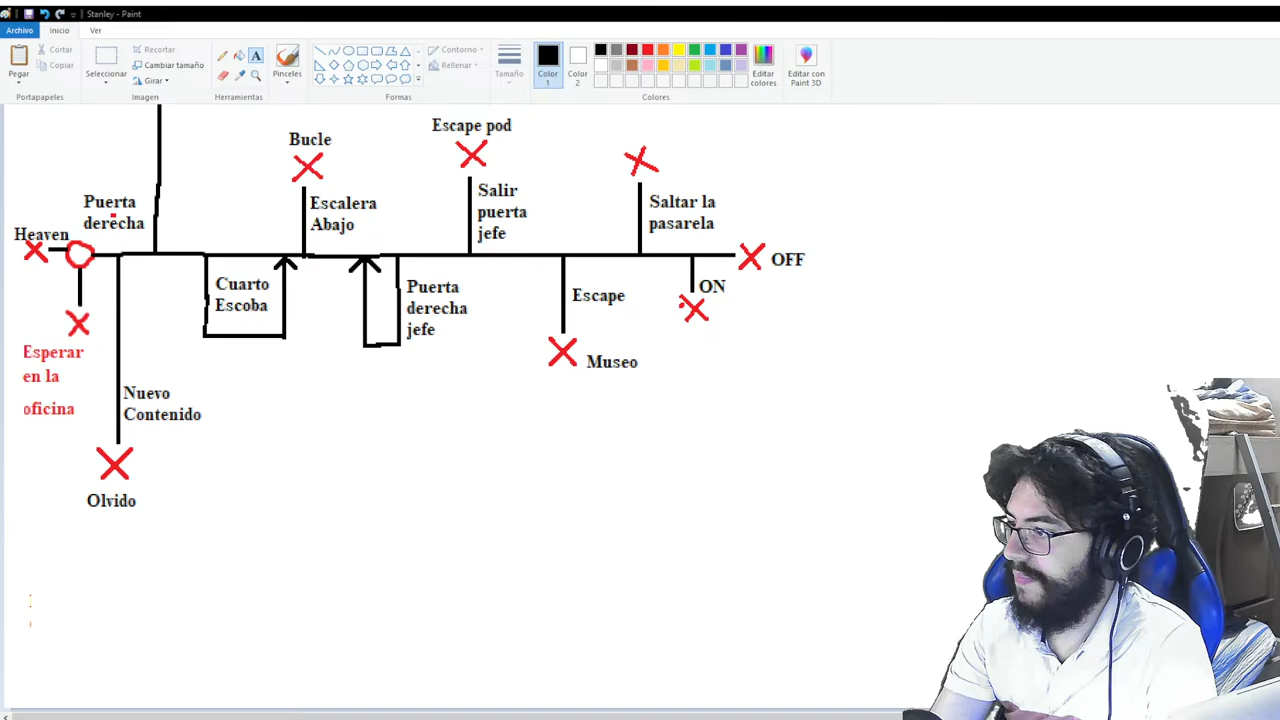 Stanley - Paint
Archivo
Inicio
Ver
Pegar
Cortar
Copiar
Portapapeles
Seleccionar
Recortar
Cambiar tamaño
Girar
Imagen
A
Herramientas
Pinceles
Contorno
Rellenar
Formas
Tamaño
Color
1
Color
2
Editar
colores
Colores
Editar con
Paint 3D
Bucle
Escape pod
Puerta
derecha
Heaven
Escalera
Abajo
Salir
puerta
jefe
Saltar la
pasarela
OFF
Cuarto
Escoba
Puerta
derecha
jefe
Escape
ON
Museo
Esperar
en la
oficina
Nuevo
Contenido
Olvido